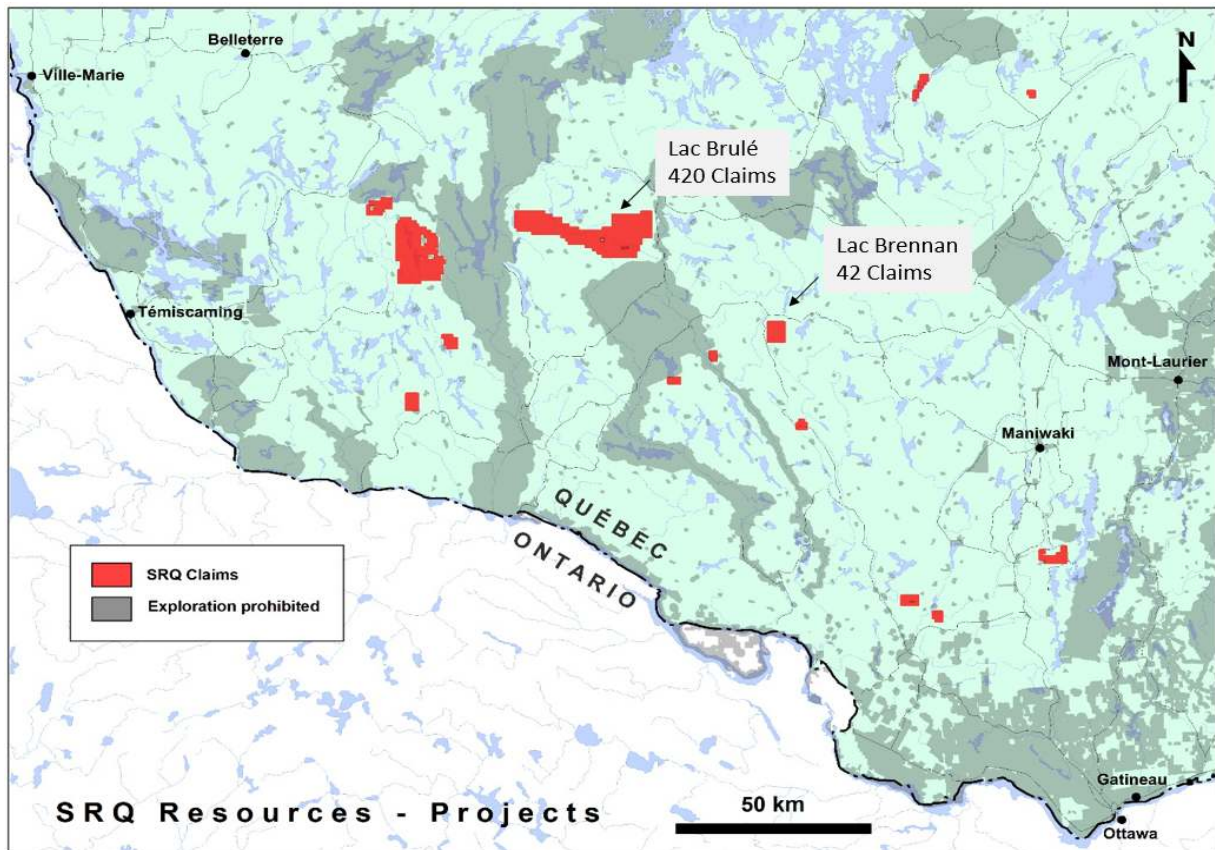 Belleterre
Ville-Marie
N
Lac Brulé
420 Claims
Lac Brennan
42 Claims
Témiscaming
Mont-Laurier
Maniwaki
QUÉBEC
ONTARIO
SRQ Claims
Exploration prohibited
Gatineau
SRQ Resources - Projects
50 km
Ottawa